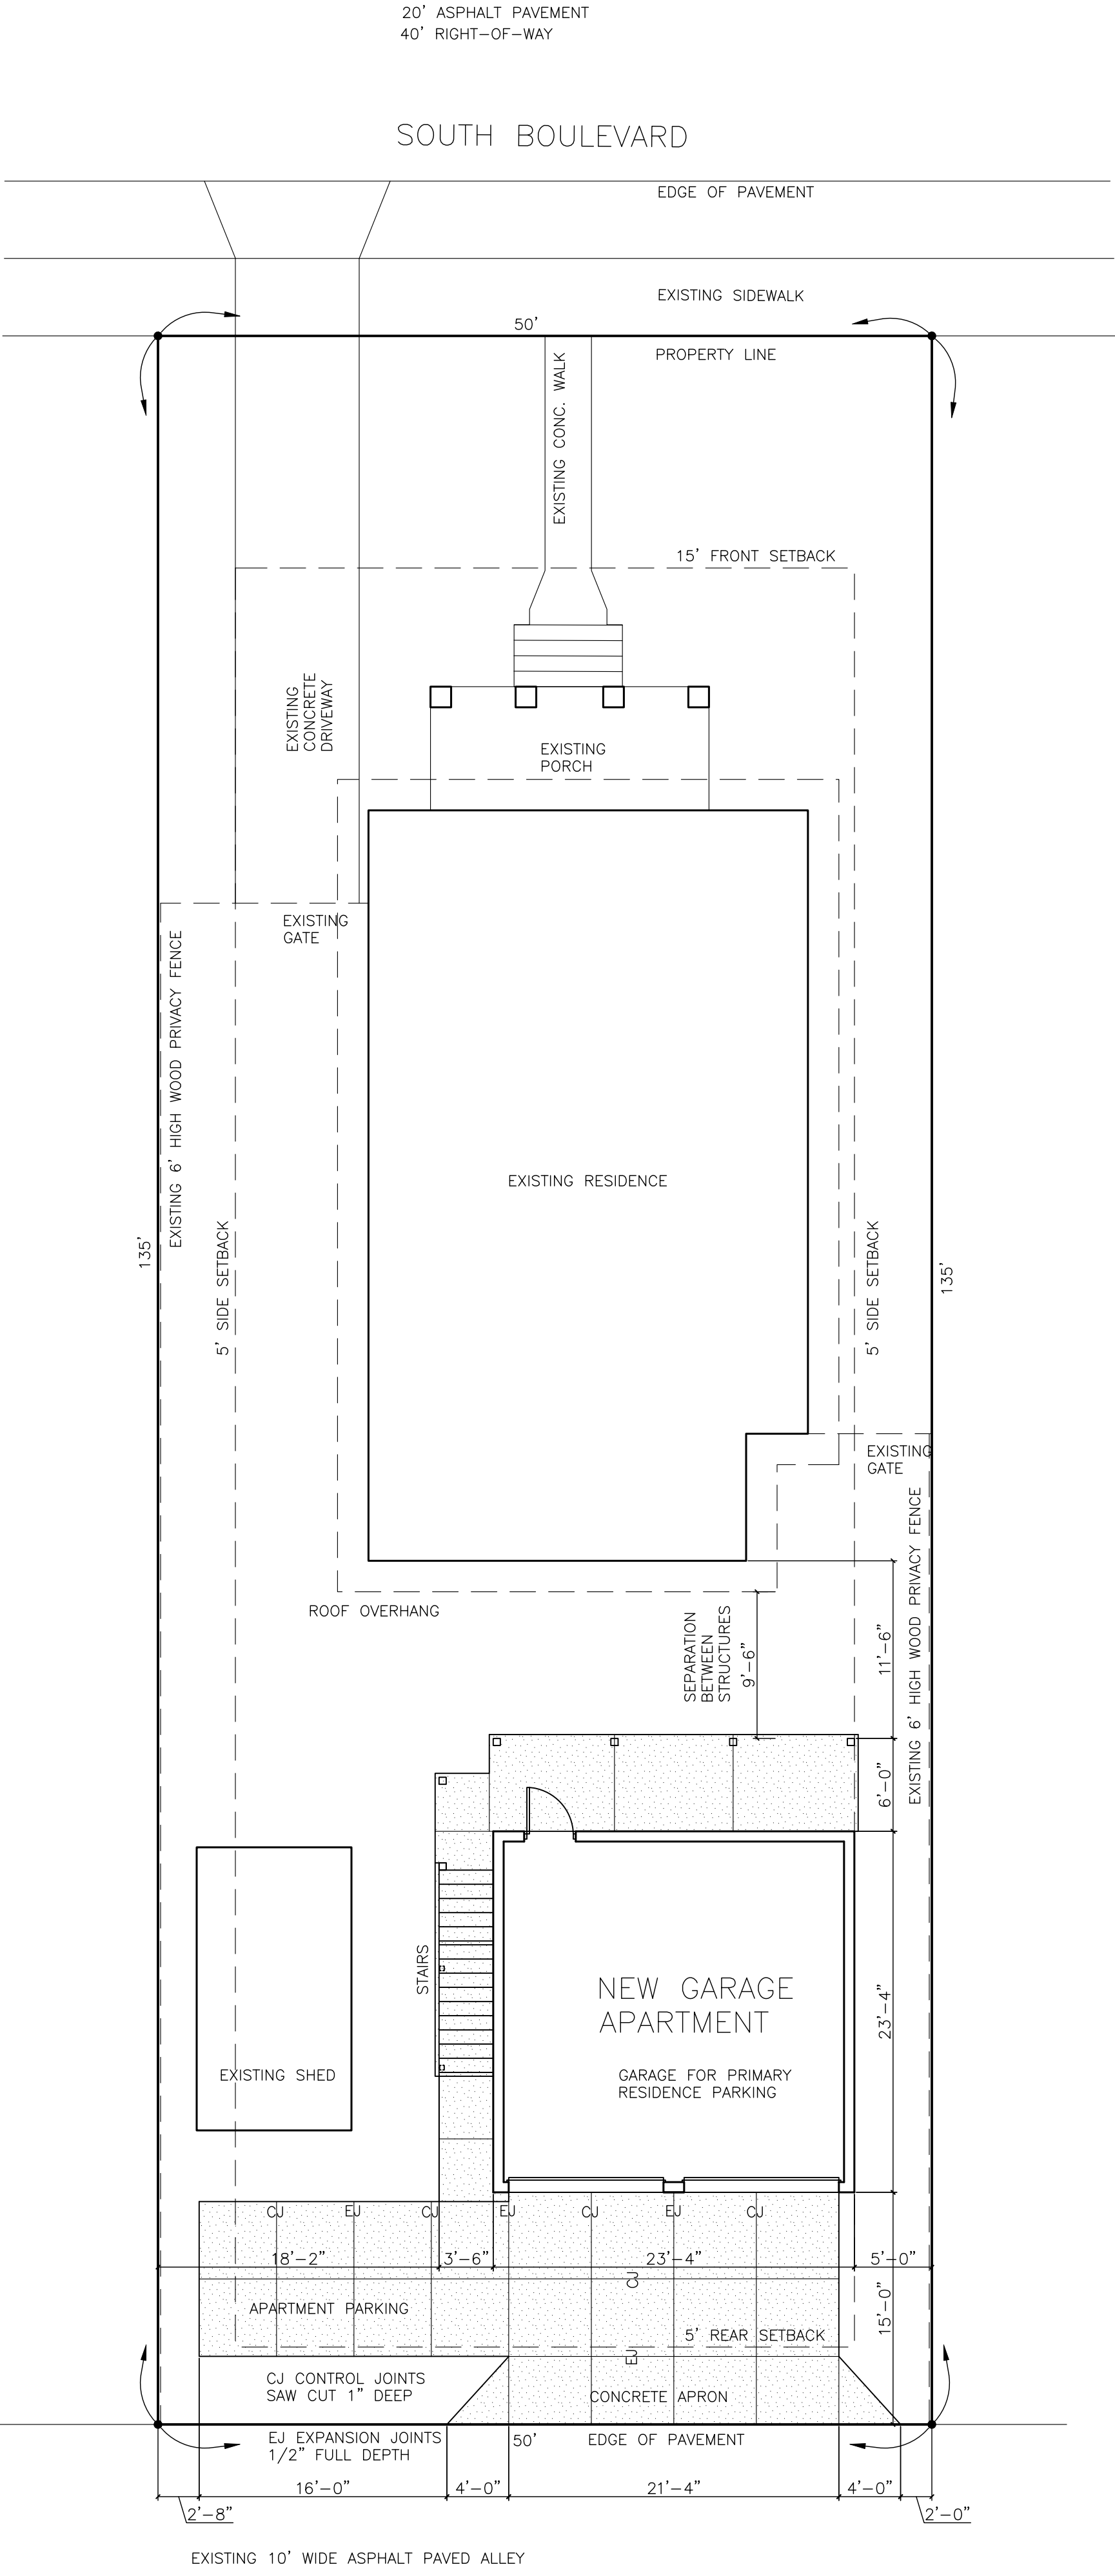 20' ASPHALT PAVEMENT
40' RIGHT-OF-WAY
SOUTH BOULEVARD
EDGE OF PAVEMENT
EXISTING SIDEWALK
50'
PROPERTY LINE
EXISTING CONC. WALK
15' FRONT SETBACK
EXISTING
CONCRETE
DRIVEWAY
EXISTING
PORCH
EXISTING
GATE
EXISTING 6' HIGH WOOD PRIVACY FENCE
EXISTING RESIDENCE
135'
5' SIDE SETBACK
5' SIDE SETBACK
135'
EXISTING
GATE
EXISTING 6' HIGH WOOD PRIVACY FENCE
ROOF OVERHANG
SEPARATION
BETWEEN
STRUCTURES
9'-6"
11'-6"
6'-0"
STAIRS
NEW GARAGE
APARTMENT
23'-4"
EXISTING SHED
GARAGE FOR PRIMARY
RESIDENCE PARKING
CJ
EJ
CJ
EJ
CJ
EJ
CJ
18'-2"
3'-6"
23'-4"
5'-0"
CJ
APARTMENT PARKING
15'-0"
5' REAR SETBACK
EJ
CJ CONTROL JOINTS
SAW CUT 1" DEEP
CONCRETE APRON
EJ EXPANSION JOINTS
1/2" FULL DEPTH
50'
EDGE OF PAVEMENT
16'-0"
4'-0"
21'-4"
4'-0"
2'-8"
2'-0"
EXISTING 10' WIDE ASPHALT PAVED ALLEY